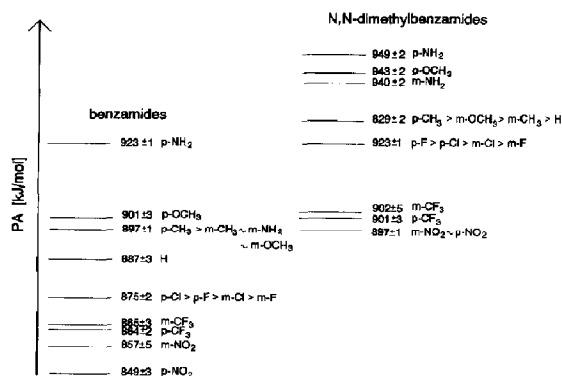 N,N-dimethylbenzamides
949±2 p-NH₂
943±2 p-OCH₃
940±2 m-NH₂
829±2 p-CH₃ > m-OCH₃ > m-CH₃ > H
923±1 p-F > p-Cl > m-Cl > m-F
902±5 m-CF₃
901±3 p-CF₃
897±1 m-NO₂ ~ p-NO₂
benzamides
923±1 p-NH₂
901±3 p-OCH₃
897±1 p-CH₃ > m-CH₃ ~ m-NH₂
~ m-OCH₃
887±3 H
875±2 p-Cl > p-F > m-Cl > m-F
865±3 m-CF₃
864±2 p-CF₃
857±5 m-NO₂
849±3 p-NO₂
PA [kJ/mol]